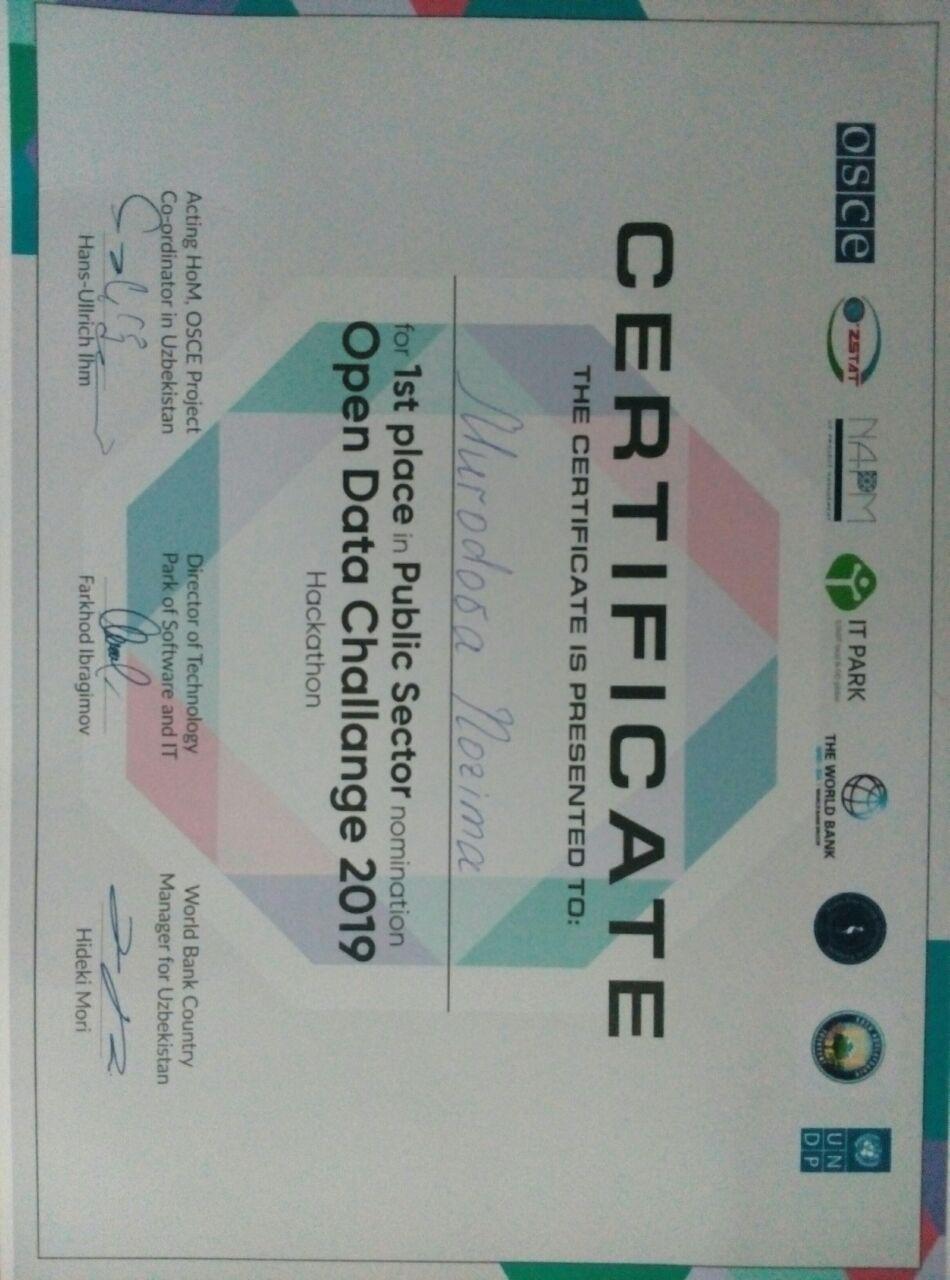 OSCE
O'ZSTAT
NAPM
IT PARK
THE WORLD BANK
UNDP
CERTIFICATE
THE CERTIFICATE IS PRESENTED TO:
Murodova Nozima
for 1st place in Public Sector nomination
Open Data Challange 2019
Hackathon
Acting HoM, OSCE Project
Co-ordinator in Uzbekistan
Hans-Ullrich Ihm
Director of Technology
Park of Software and IT
Farkhod Ibragimov
World Bank Country
Manager for Uzbekistan
Hideki Mori